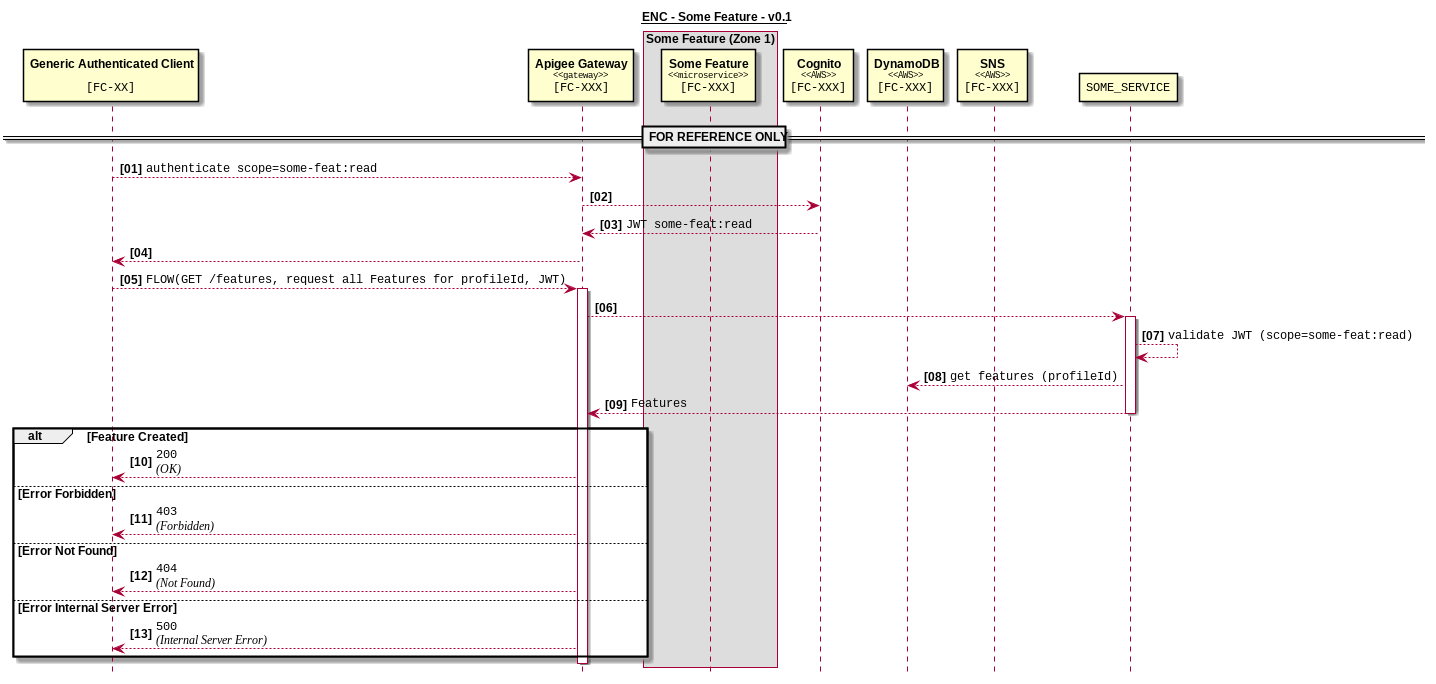 ENC - Some Feature - v0.1
Some Feature (Zone 1)
Generic Authenticated Client
[FC-XX]
Apigee Gateway
<<gateway>>
[FC-XXX]
Some Feature
<<microservice>>
[FC-XXX]
Cognito
<<AWS>>
[FC-XXX]
DynamoDB
<<AWS>>
[FC-XXX]
SNS
<<AWS>>
[FC-XXX]
SOME_SERVICE
FOR REFERENCE ONLY
[01] authenticate scope=some-feat:read
[02]
[03] JWT some-feat:read
[04]
[05] FLOW(GET /features, request all Features for profileId, JWT)
[06]
[07] validate JWT (scope=some-feat:read)
[08] get features (profileId)
[09] Features
alt [Feature Created]
[10] 200
(OK)
[Error Forbidden]
[11] 403
(Forbidden)
[Error Not Found]
[12] 404
(Not Found)
[Error Internal Server Error]
[13] 500
(Internal Server Error)